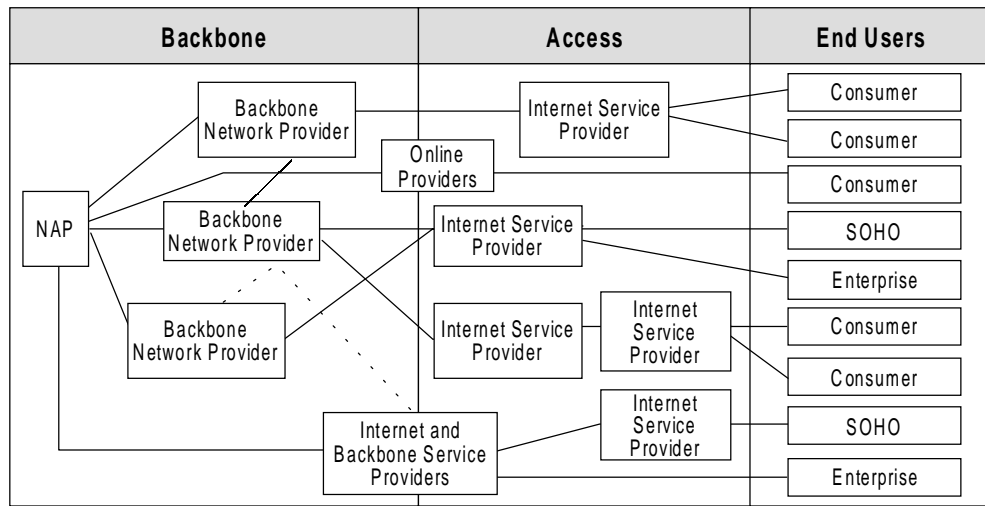 Backbone
Access
End Users
Backbone
Network Provider
Internet Service
Provider
Consumer
Consumer
Online
Providers
Consumer
NAP
Backbone
Network Provider
Internet Service
Provider
SOHO
Enterprise
Backbone
Network Provider
Internet Service
Provider
Internet
Service
Provider
Consumer
Consumer
Internet and
Backbone Service
Providers
Internet
Service
Provider
SOHO
Enterprise